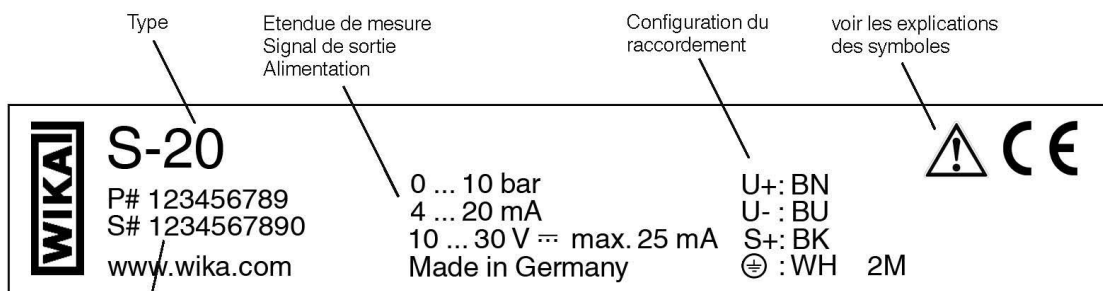 Type
Etendue de mesure
Signal de sortie
Alimentation
Configuration du
raccordement
voir les explications
des symboles
WIKAI
S-20
P# 123456789
S# 1234567890
www.wika.com
0 ... 10 bar
4 ... 20 mA
10 ... 30 V ⎓ max. 25 mA
Made in Germany
U+: BN
U- : BU
S+: BK
⏚ : WH 2M
CE